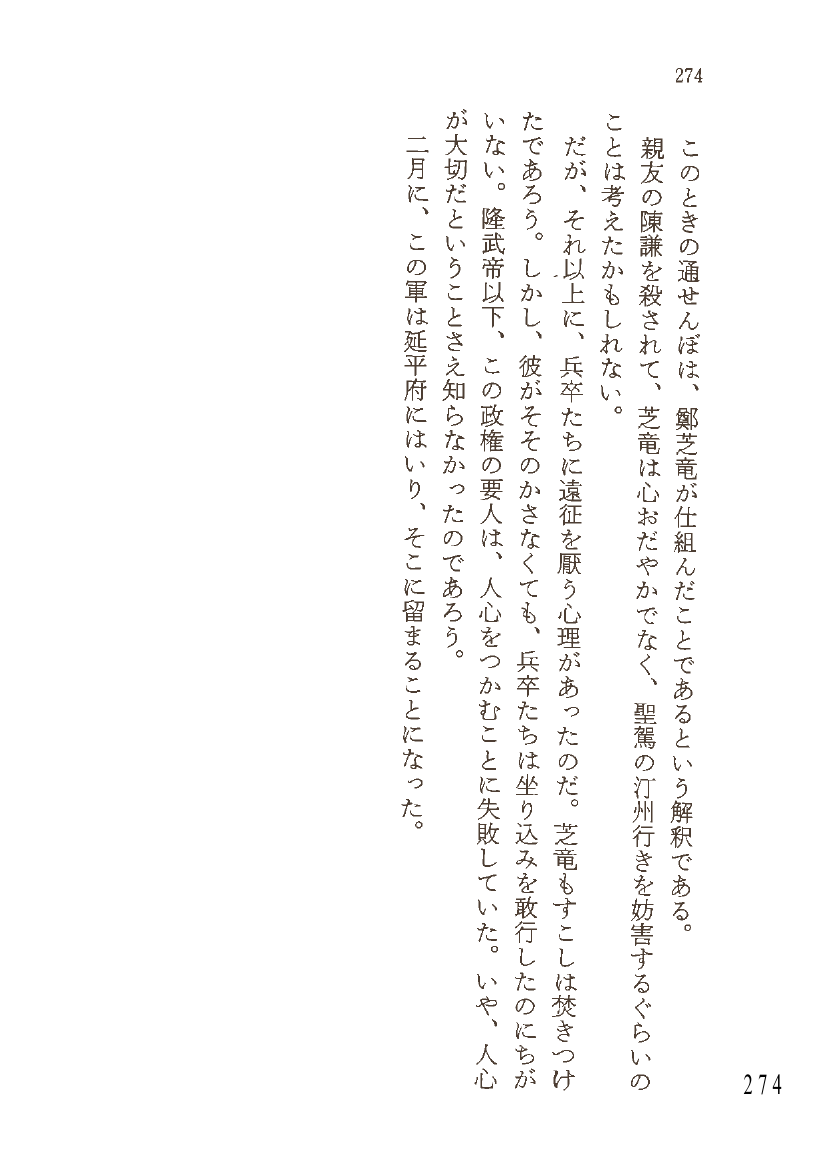 274
このときの通せんぼは、鄭芝竜が仕組んだことであるという解釈である。
親友の陳謙を殺されて、芝竜は心おだやかでなく、聖駕の汀州行きを妨害するぐらいの
ことは考えたかもしれない。
だが、それ以上に、兵卒たちに遠征を厭う心理があったのだ。芝竜もすこしは焚きつけ
たであろう。しかし、彼がそそのかさなくても、兵卒たちは坐り込みを敢行したのにちが
いない。隆武帝以下、この政権の要人は、人心をつかむことに失敗していた。いや、人心
が大切だということさえ知らなかったのであろう。
二月に、この軍は延平府にはいり、そこに留まることになった。
274